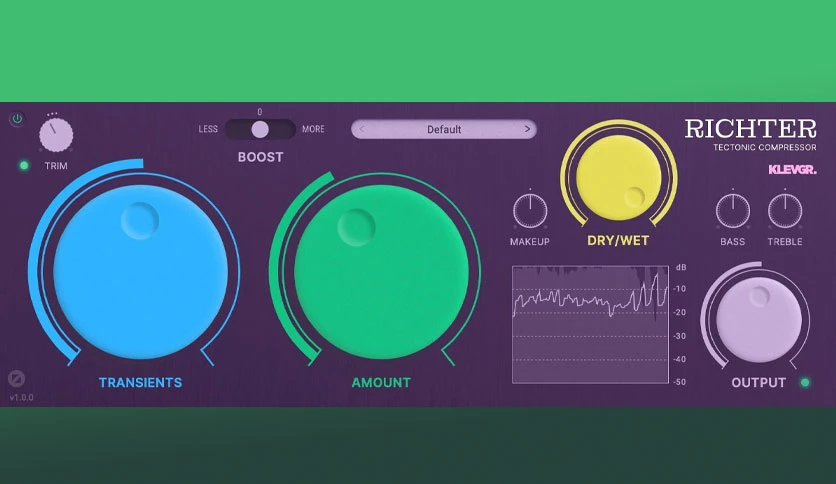 TRIM
0
LESS
MORE
BOOST
< Default >
RICHTER
TECTONIC COMPRESSOR
KLEVGR.
MAKEUP
DRY/WET
BASS
TREBLE
dB
-10
-20
-30
-40
-50
TRANSIENTS
AMOUNT
OUTPUT
v1.0.0